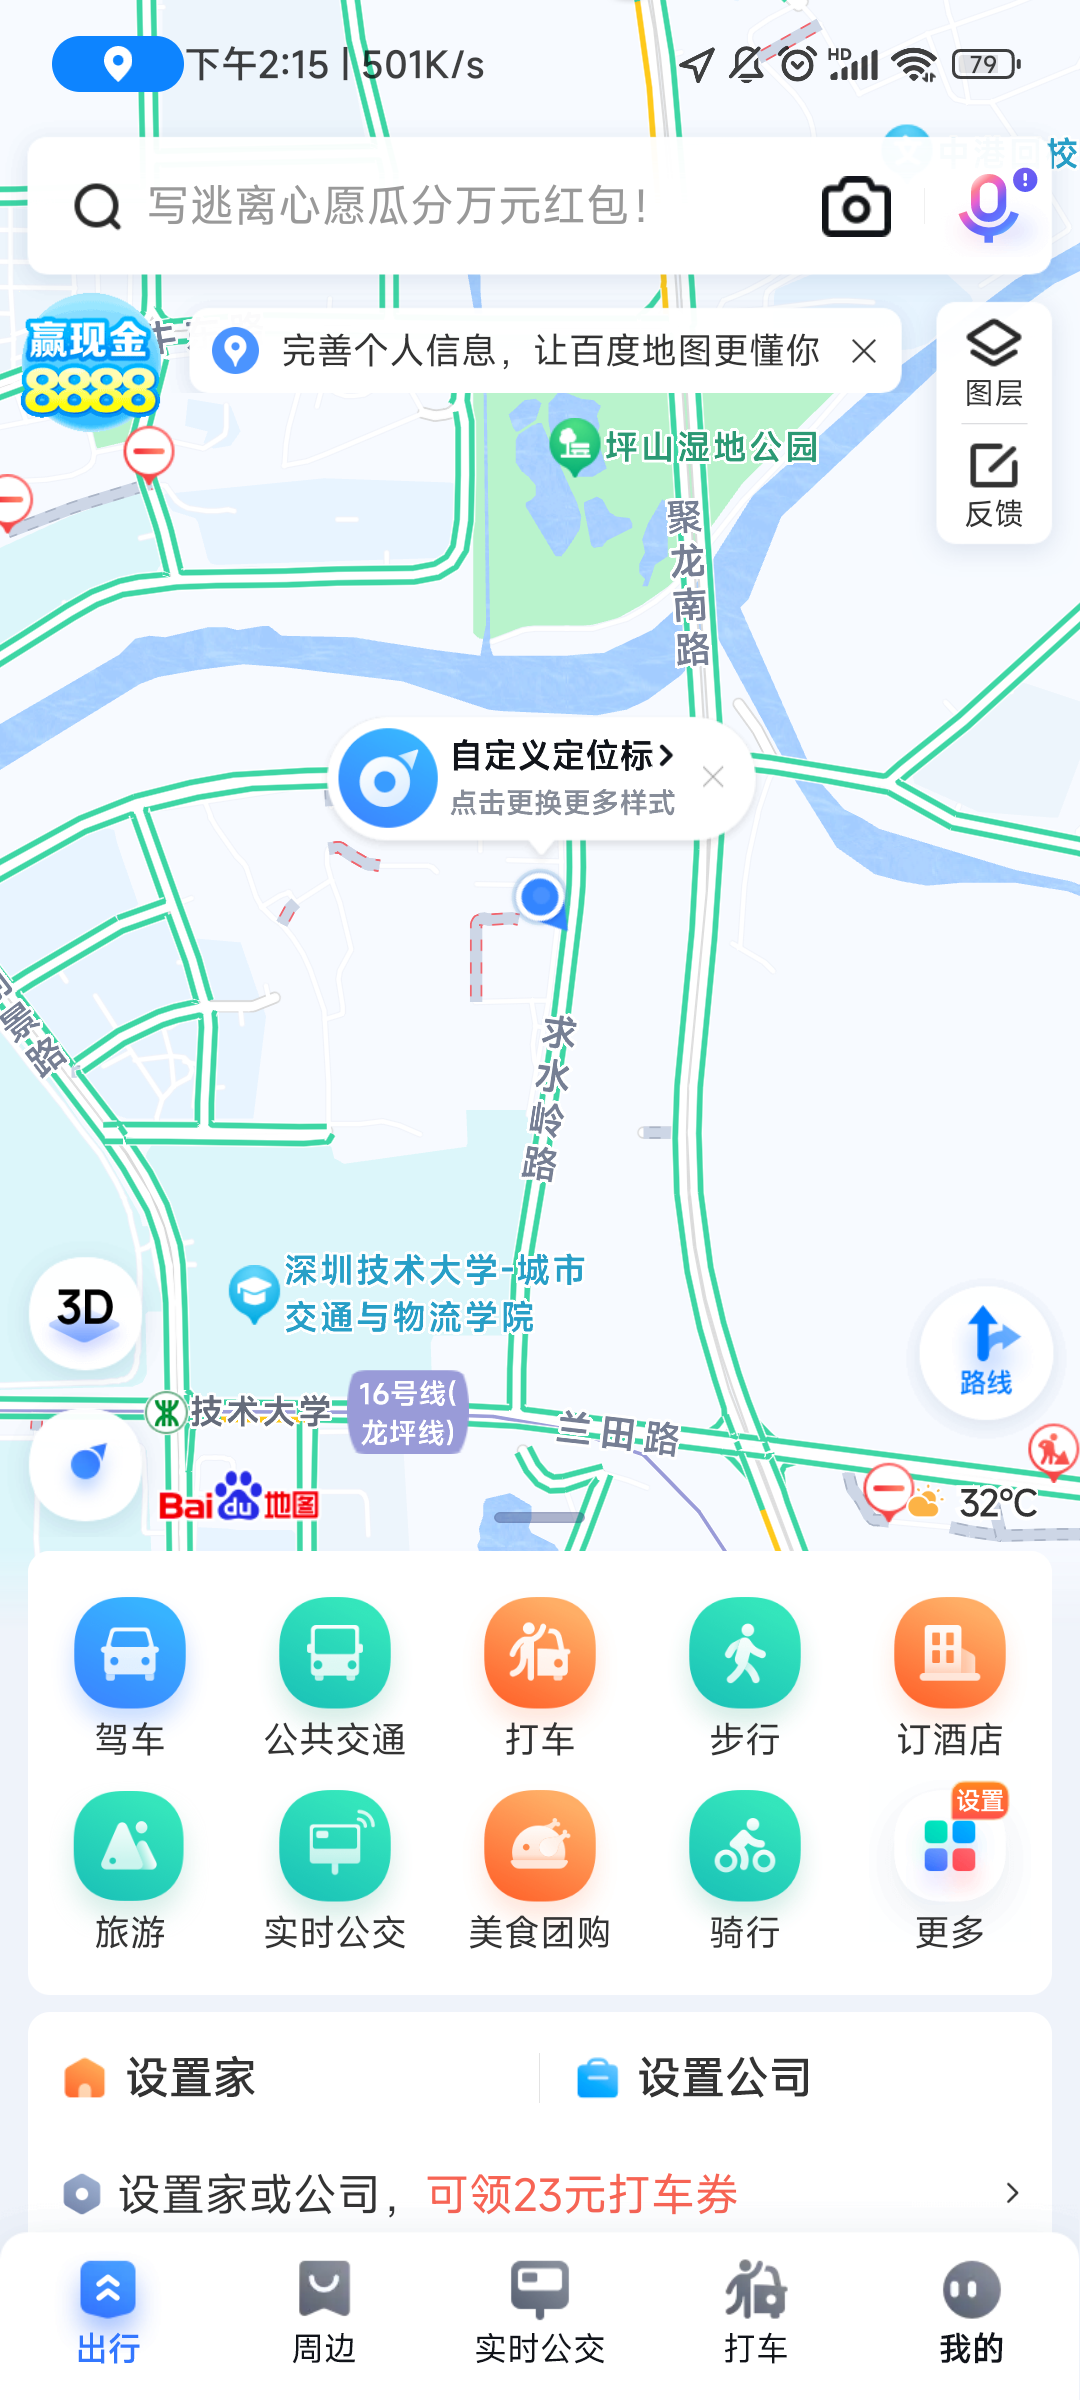 下午2:15 | 501K/s
HD
79
写逃离心愿瓜分万元红包！
赢现金
8888
完善个人信息，让百度地图更懂你
图层
反馈
坪山湿地公园
聚龙南路
自定义定位标
点击更换更多样式
景路
求水岭路
深圳技术大学-城市
交通与物流学院
3D
路线
技术大学
16号线(
龙坪线)
兰田路
Bai du 地图
32°C
驾车
公共交通
打车
步行
订酒店
设置
旅游
实时公交
美食团购
骑行
更多
设置家
设置公司
设置家或公司，可领23元打车券
出行
周边
实时公交
打车
我的